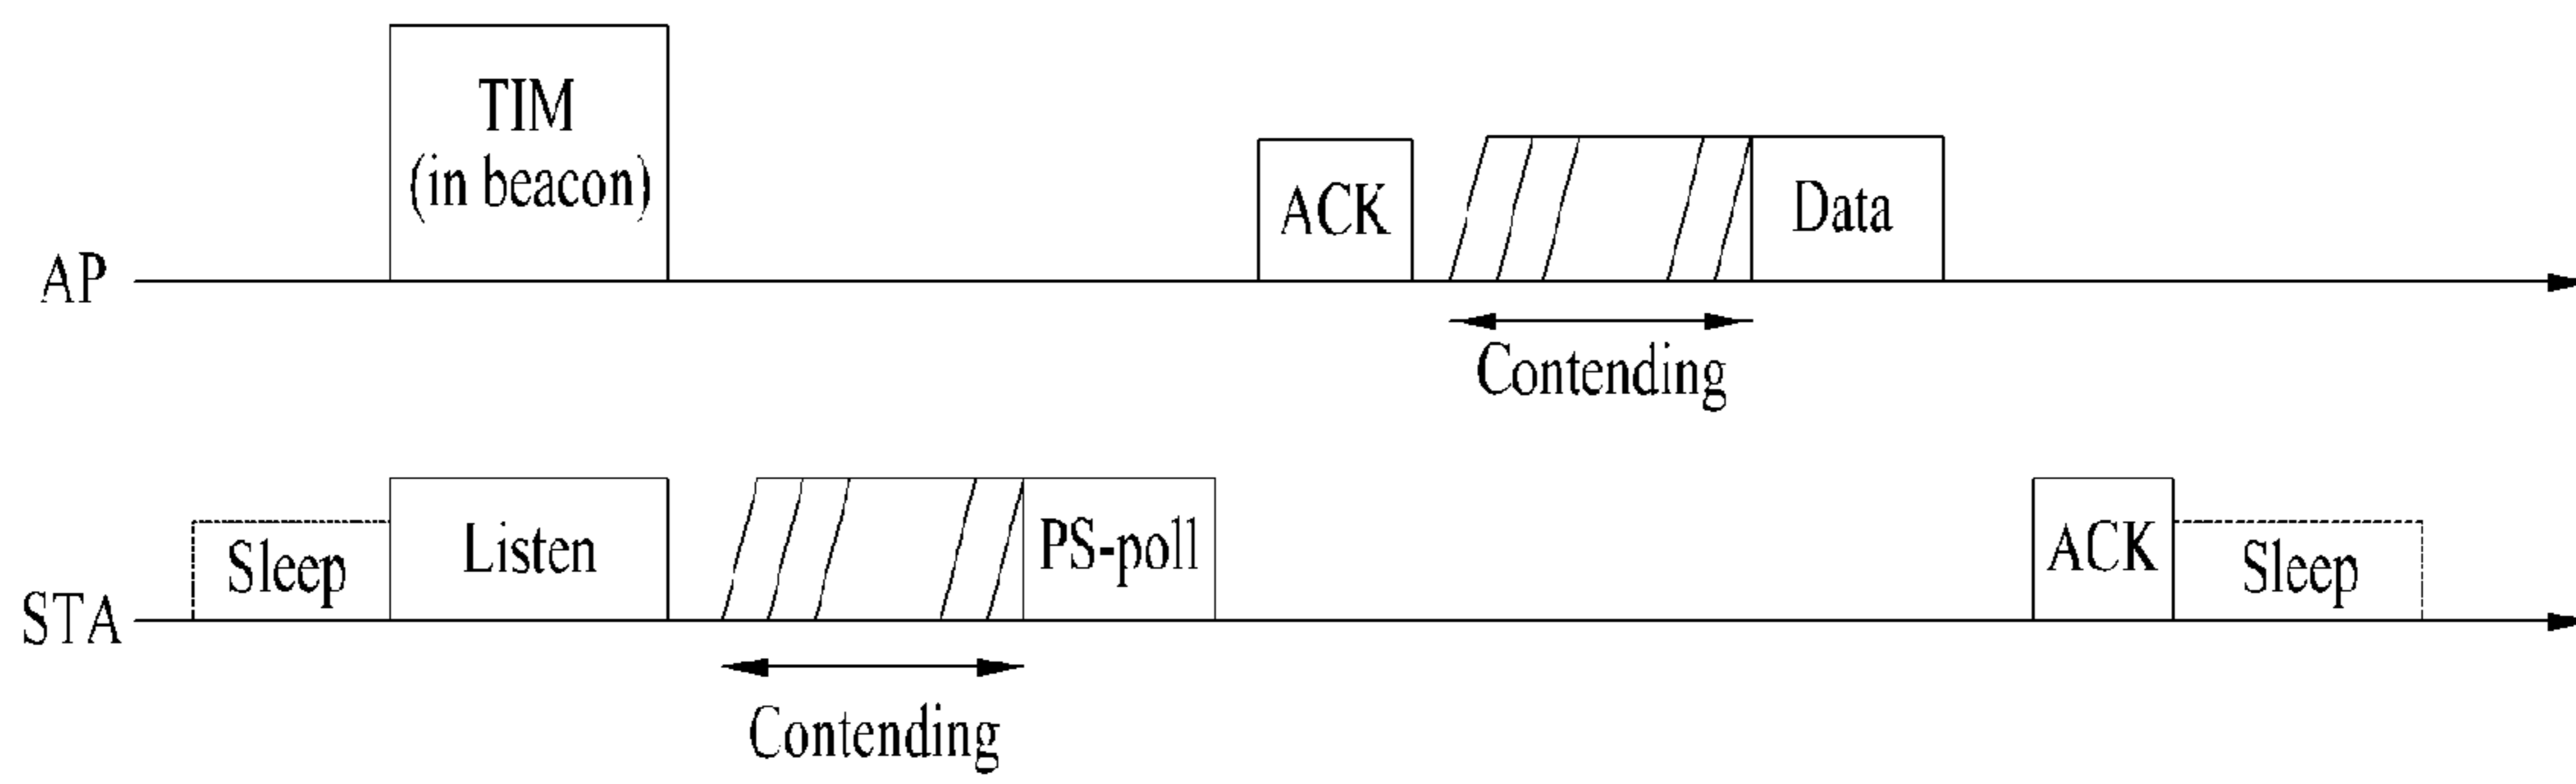 TIM
(in beacon)
ACK
Data
AP
Contending
Sleep
Listen
PS-poll
ACK
Sleep
STA
Contending